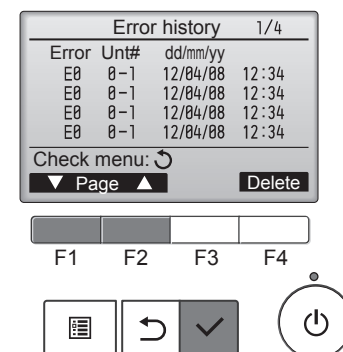 Error history 1/4
Error Unt# dd/mm/yy
E0 0-1 12/04/08 12:34
E0 0-1 12/04/08 12:34
E0 0-1 12/04/08 12:34
E0 0-1 12/04/08 12:34
Check menu:
▼ Page ▲ Delete
F1 F2 F3 F4